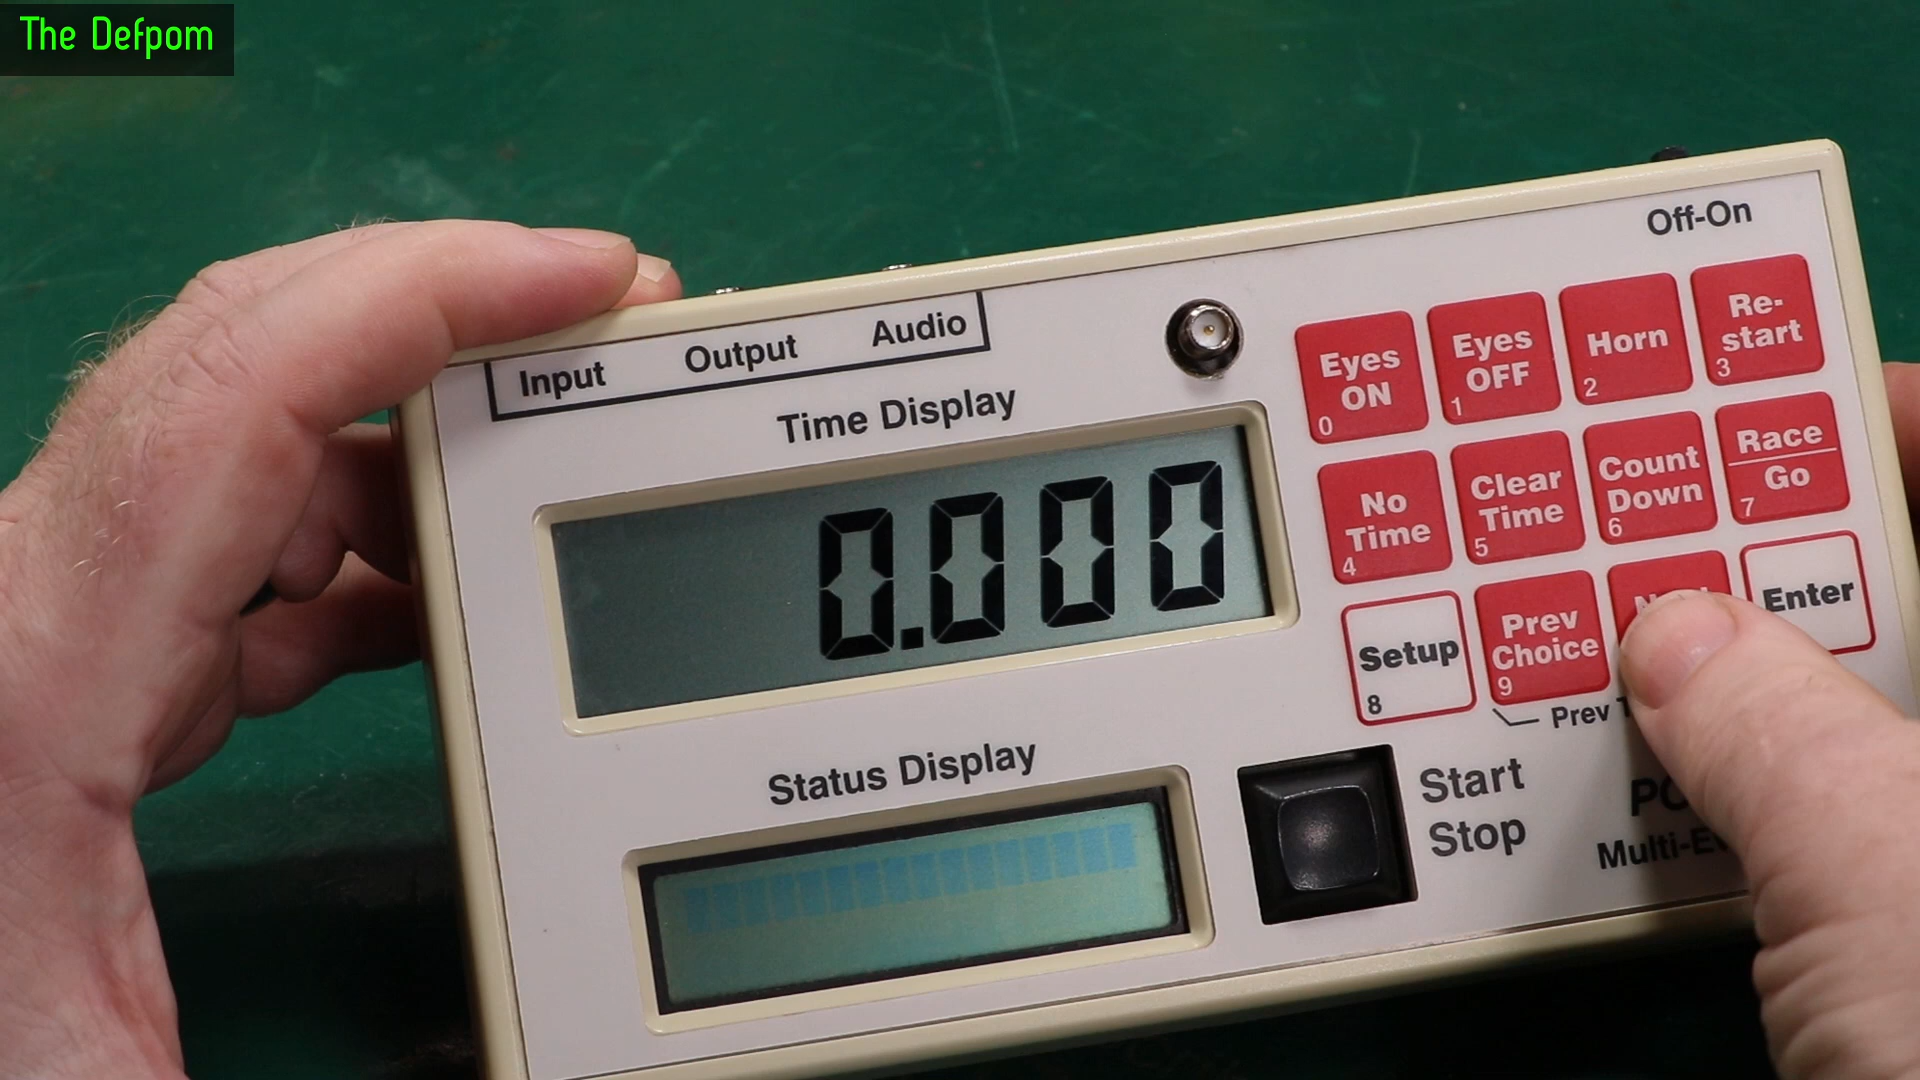 The Defpom
Off-On
Input Output Audio
Time Display
0.000
Eyes
ON
0
Eyes
OFF
1
Horn
2
Re-
start
3
No
Time
4
Clear
Time
5
Count
Down
6
Race
Go
7
Setup
8
Prev
Choice
9
Enter
Prev
Status Display
Start
Stop